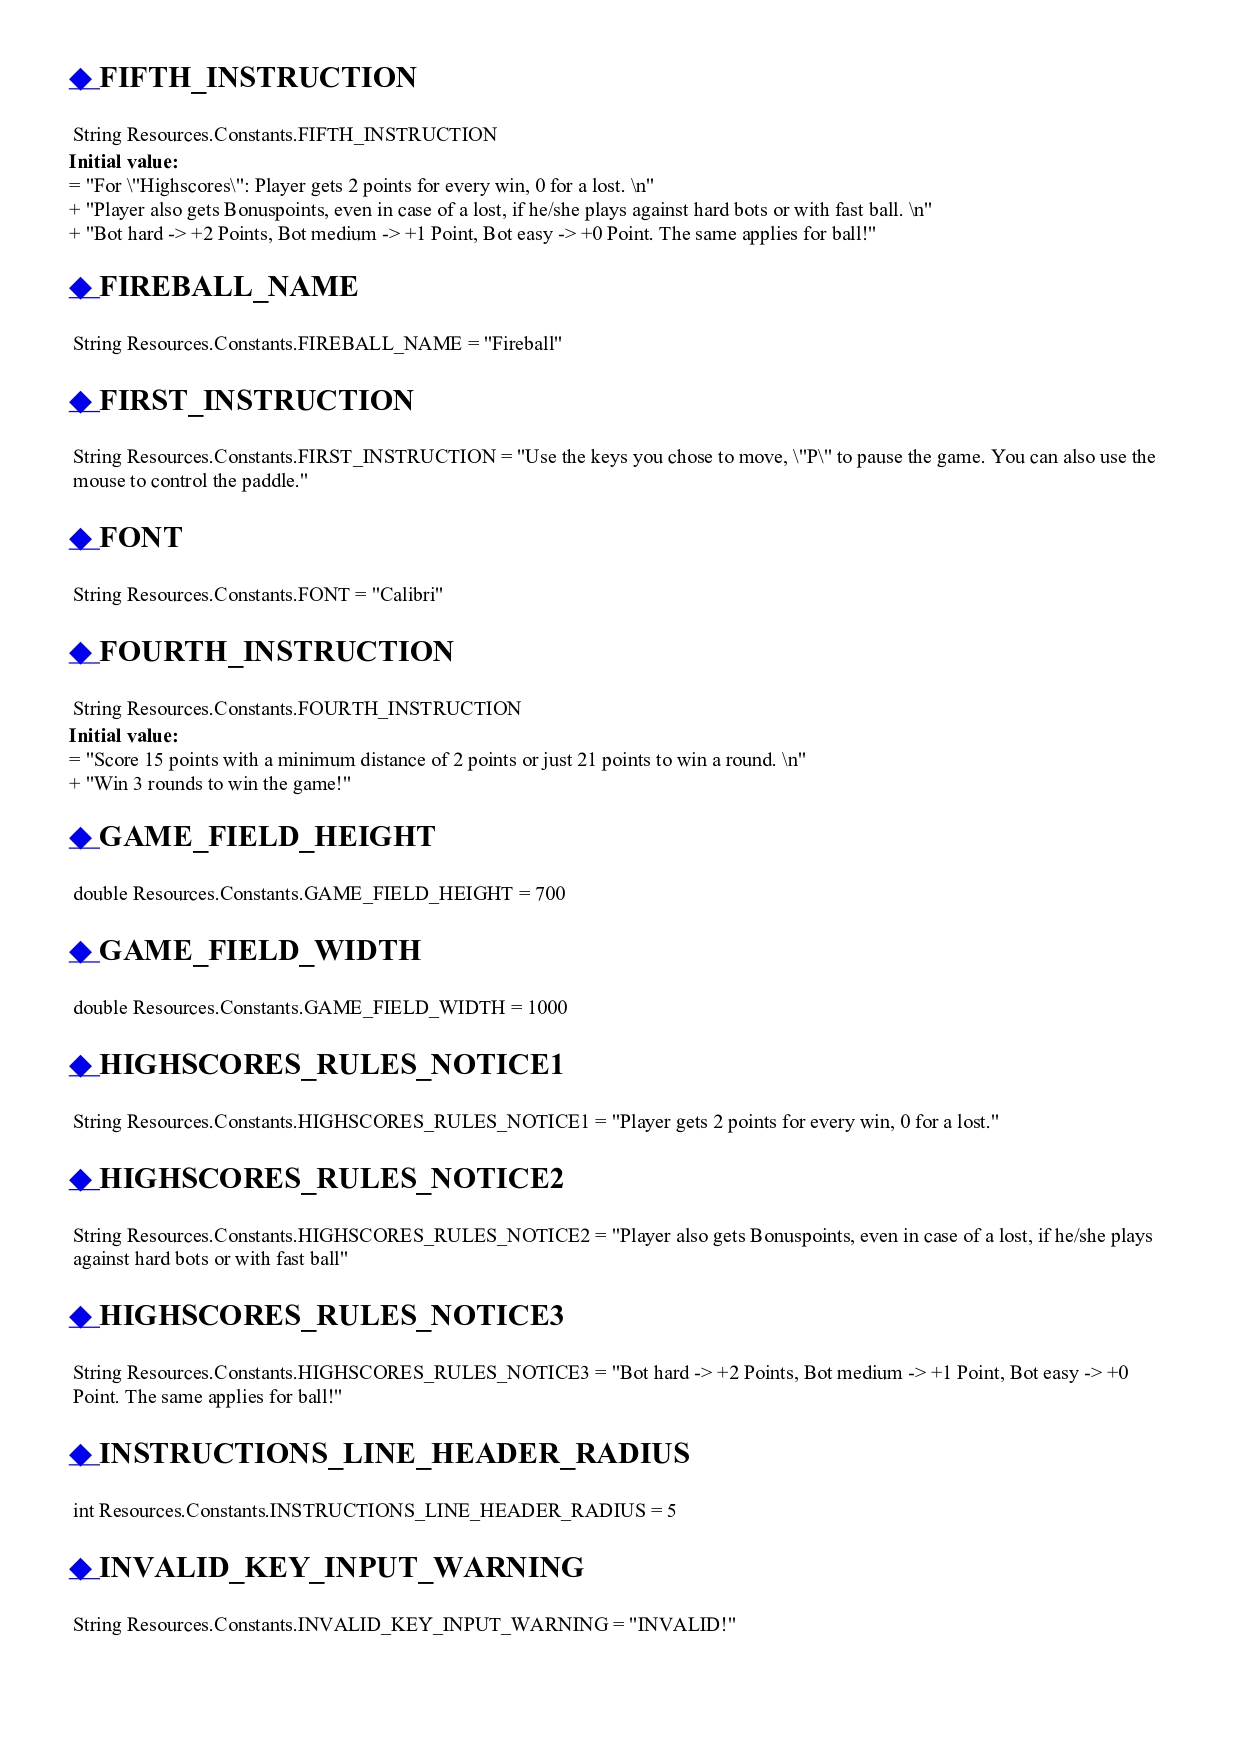 ◆ FIFTH_INSTRUCTION
String Resources.Constants.FIFTH_INSTRUCTION
Initial value:
= "For \"Highscores\": Player gets 2 points for every win, 0 for a lost. \n"
+ "Player also gets Bonuspoints, even in case of a lost, if he/she plays against hard bots or with fast ball. \n"
+ "Bot hard -> +2 Points, Bot medium -> +1 Point, Bot easy -> +0 Point. The same applies for ball!"
◆ FIREBALL_NAME
String Resources.Constants.FIREBALL_NAME = "Fireball"
◆ FIRST_INSTRUCTION
String Resources.Constants.FIRST_INSTRUCTION = "Use the keys you chose to move, \"P\" to pause the game. You can also use the
mouse to control the paddle."
◆ FONT
String Resources.Constants.FONT = "Calibri"
◆ FOURTH_INSTRUCTION
String Resources.Constants.FOURTH_INSTRUCTION
Initial value:
= "Score 15 points with a minimum distance of 2 points or just 21 points to win a round. \n"
+ "Win 3 rounds to win the game!"
◆ GAME_FIELD_HEIGHT
double Resources.Constants.GAME_FIELD_HEIGHT = 700
◆ GAME_FIELD_WIDTH
double Resources.Constants.GAME_FIELD_WIDTH = 1000
◆ HIGHSCORES_RULES_NOTICE1
String Resources.Constants.HIGHSCORES_RULES_NOTICE1 = "Player gets 2 points for every win, 0 for a lost."
◆ HIGHSCORES_RULES_NOTICE2
String Resources.Constants.HIGHSCORES_RULES_NOTICE2 = "Player also gets Bonuspoints, even in case of a lost, if he/she plays
against hard bots or with fast ball"
◆ HIGHSCORES_RULES_NOTICE3
String Resources.Constants.HIGHSCORES_RULES_NOTICE3 = "Bot hard -> +2 Points, Bot medium -> +1 Point, Bot easy -> +0
Point. The same applies for ball!"
◆ INSTRUCTIONS_LINE_HEADER_RADIUS
int Resources.Constants.INSTRUCTIONS_LINE_HEADER_RADIUS = 5
◆ INVALID_KEY_INPUT_WARNING
String Resources.Constants.INVALID_KEY_INPUT_WARNING = "INVALID!"